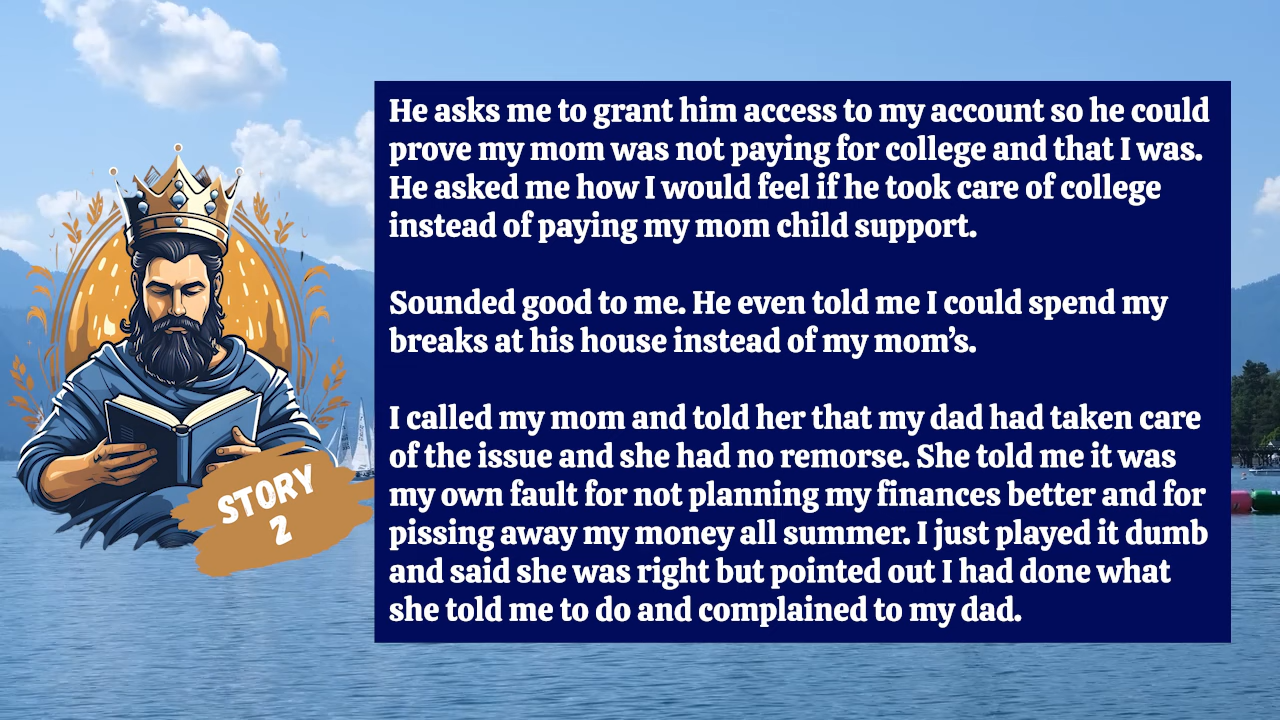 He asks me to grant him access to my account so he could
prove my mom was not paying for college and that I was.
He asked me how I would feel if he took care of college
instead of paying my mom child support.
Sounded good to me. He even told me I could spend my
breaks at his house instead of my mom’s.
I called my mom and told her that my dad had taken care
of the issue and she had no remorse. She told me it was
my own fault for not planning my finances better and for
pissing away my money all summer. I just played it dumb
and said she was right but pointed out I had done what
she told me to do and complained to my dad.
STORY
2